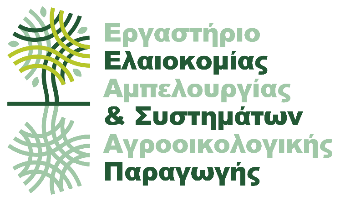 Εργαστήριο
Ελαιοκομίας
Αμπελουργίας
& Συστημάτων
Αγροοικολογικής
Παραγωγής